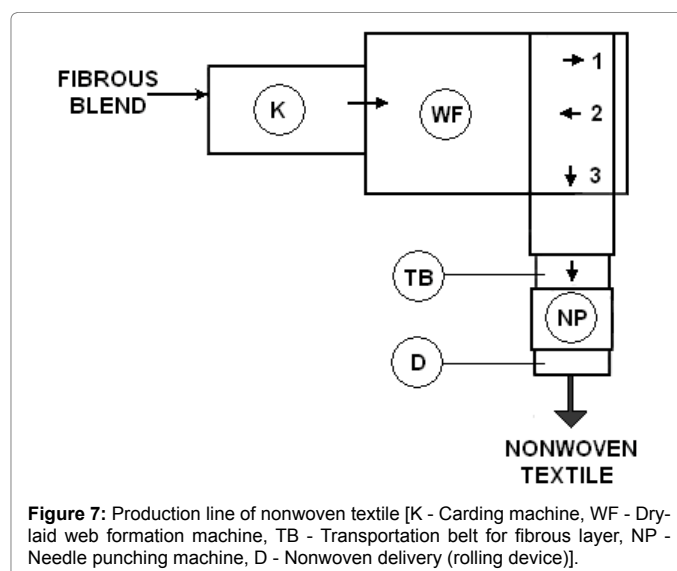 FIBROUS
BLEND
K
WF
1
2
3
TB
NP
D
NONWOVEN
TEXTILE
Figure 7: Production line of nonwoven textile [K - Carding machine, WF - Dry-
laid web formation machine, TB - Transportation belt for fibrous layer, NP -
Needle punching machine, D - Nonwoven delivery (rolling device)].